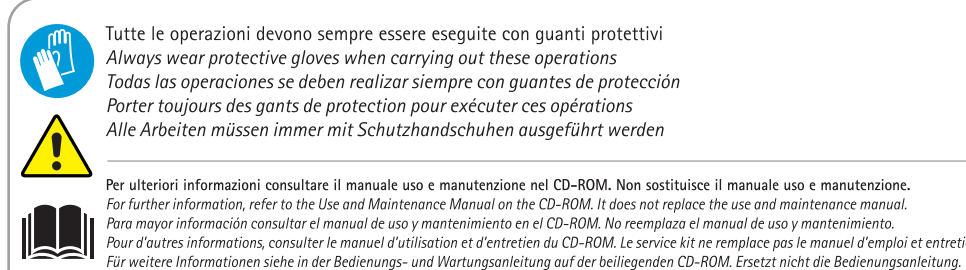 Tutte le operazioni devono sempre essere eseguite con guanti protettivi
Always wear protective gloves when carrying out these operations
Todas las operaciones se deben realizar siempre con guantes de protección
Porter toujours des gants de protection pour exécuter ces opérations
Alle Arbeiten müssen immer mit Schutzhandschuhen ausgeführt werden
Per ulteriori informazioni consultare il manuale uso e manutenzione nel CD-ROM. Non sostituisce il manuale uso e manutenzione.
For further information, refer to the Use and Maintenance Manual on the CD-ROM. It does not replace the use and maintenance manual.
Para mayor información consultar el manual de uso y mantenimiento en el CD-ROM. No reemplaza el manual de uso y mantenimiento.
Pour d'autres informations, consulter le manuel d'utilisation et d'entretien du CD-ROM. Le service kit ne remplace pas le manuel d'emploi et entreti
Für weitere Informationen siehe in der Bedienungs- und Wartungsanleitung auf der beiliegenden CD-ROM. Ersetzt nicht die Bedienungsanleitung.